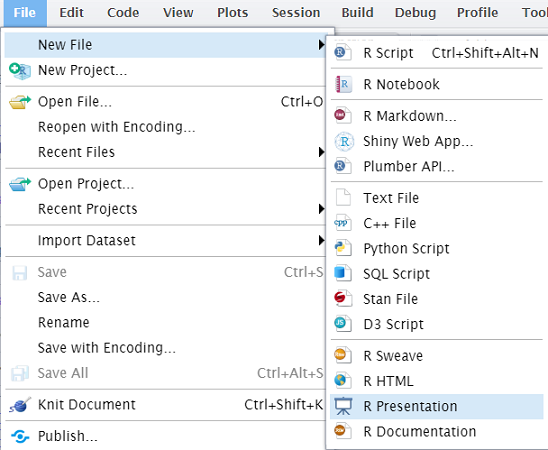 File Edit Code View Plots Session Build Debug Profile Tool
New File
New Project...
Open File... Ctrl+O
Reopen with Encoding...
Recent Files
Open Project...
Recent Projects
Import Dataset
Save Ctrl+S
Save As...
Rename
Save with Encoding...
Save All Ctrl+Alt+S
Knit Document Ctrl+Shift+K
Publish...
R Script Ctrl+Shift+Alt+N
R Notebook
R Markdown...
Shiny Web App...
Plumber API...
Text File
C++ File
Python Script
SQL Script
Stan File
D3 Script
R Sweave
R HTML
R Presentation
R Documentation